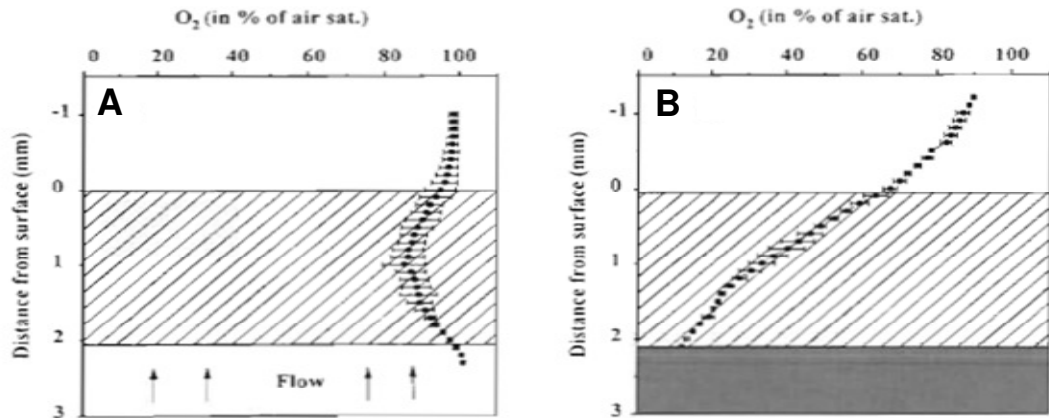 O₂ (in % of air sat.)
0 20 40 60 80 100
A
-1
0
1
2
3
Distance from surface (mm)
Flow
O₂ (in % of air sat.)
0 20 40 60 80 100
B
-1
0
1
2
3
Distance from surface (mm)